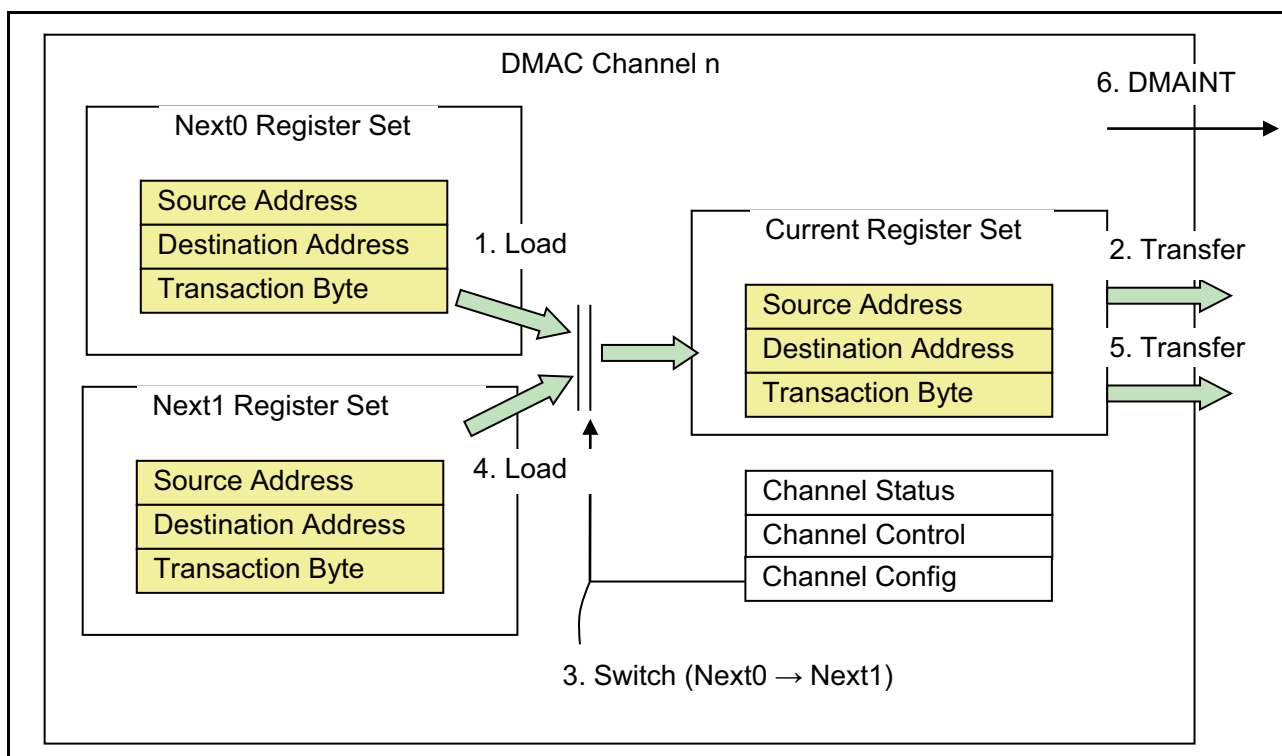 DMAC Channel n
6. DMAINT
Next0 Register Set
Source Address
Destination Address
Transaction Byte
1. Load
Current Register Set
Source Address
Destination Address
Transaction Byte
2. Transfer
5. Transfer
Next1 Register Set
Source Address
Destination Address
Transaction Byte
4. Load
Channel Status
Channel Control
Channel Config
3. Switch (Next0 → Next1)